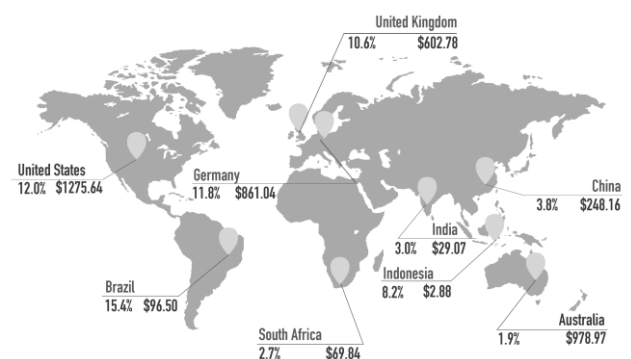 United Kingdom
10.6% $602.78
United States
12.0% $1275.64
Germany
11.8% $861.04
China
3.8% $248.16
India
3.0% $29.07
Indonesia
8.2% $2.88
Brazil
15.4% $96.50
South Africa
2.7% $69.84
Australia
1.9% $978.97